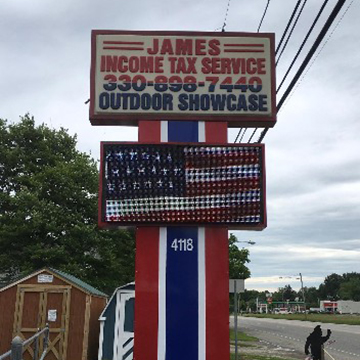 JAMES
INCOME TAX SERVICE
330-898-7440
OUTDOOR SHOWCASE
4118